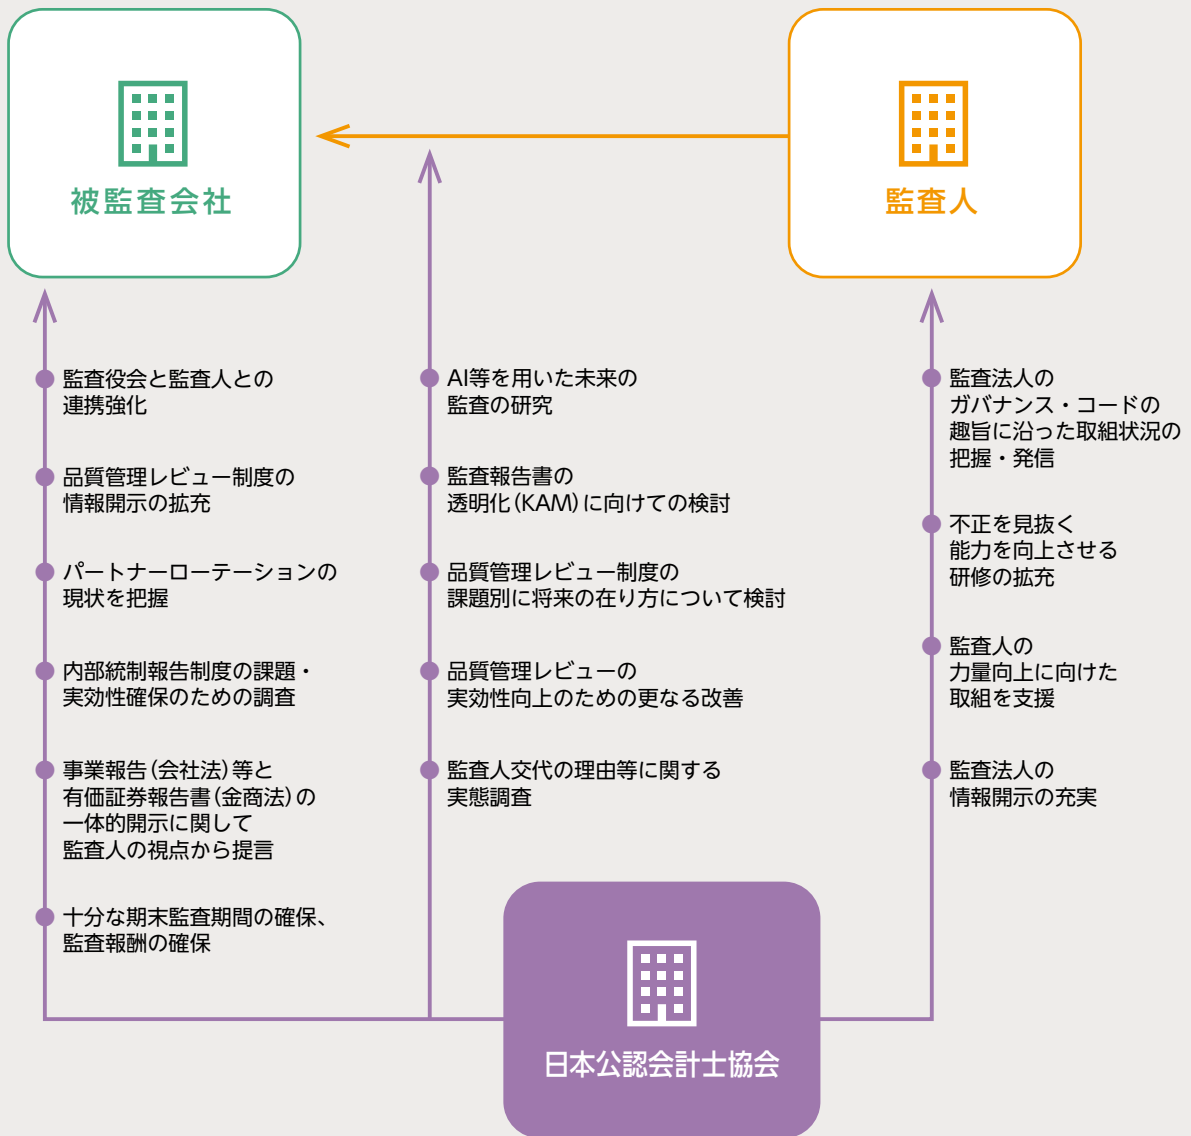 被監査会社
監査人
監査役会と監査人との
連携強化
品質管理レビュー制度の
情報開示の拡充
パートナーローテーションの
現状を把握
内部統制報告制度の課題・
実効性確保のための調査
事業報告(会社法)等と
有価証券報告書(金商法)の
一体的開示に関して
監査人の視点から提言
十分な期末監査期間の確保、
監査報酬の確保
AI等を用いた未来の
監査の研究
監査報告書の
透明化(KAM)に向けての検討
品質管理レビュー制度の
課題別に将来の在り方について検討
品質管理レビューの
実効性向上のための更なる改善
監査人交代の理由等に関する
実態調査
監査法人の
ガバナンス・コードの
趣旨に沿った取組状況の
把握・発信
不正を見抜く
能力を向上させる
研修の拡充
監査人の
力量向上に向けた
取組を支援
監査法人の
情報開示の充実
日本公認会計士協会